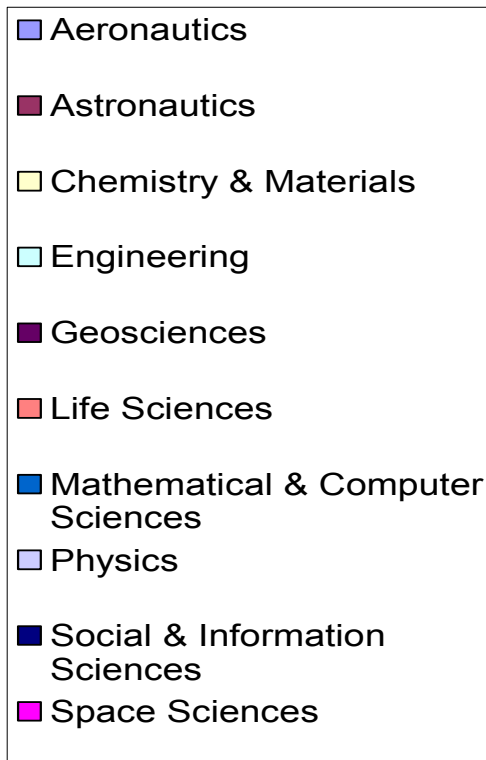 Aeronautics
Astronautics
Chemistry & Materials
Engineering
Geosciences
Life Sciences
Mathematical & Computer
Sciences
Physics
Social & Information
Sciences
Space Sciences